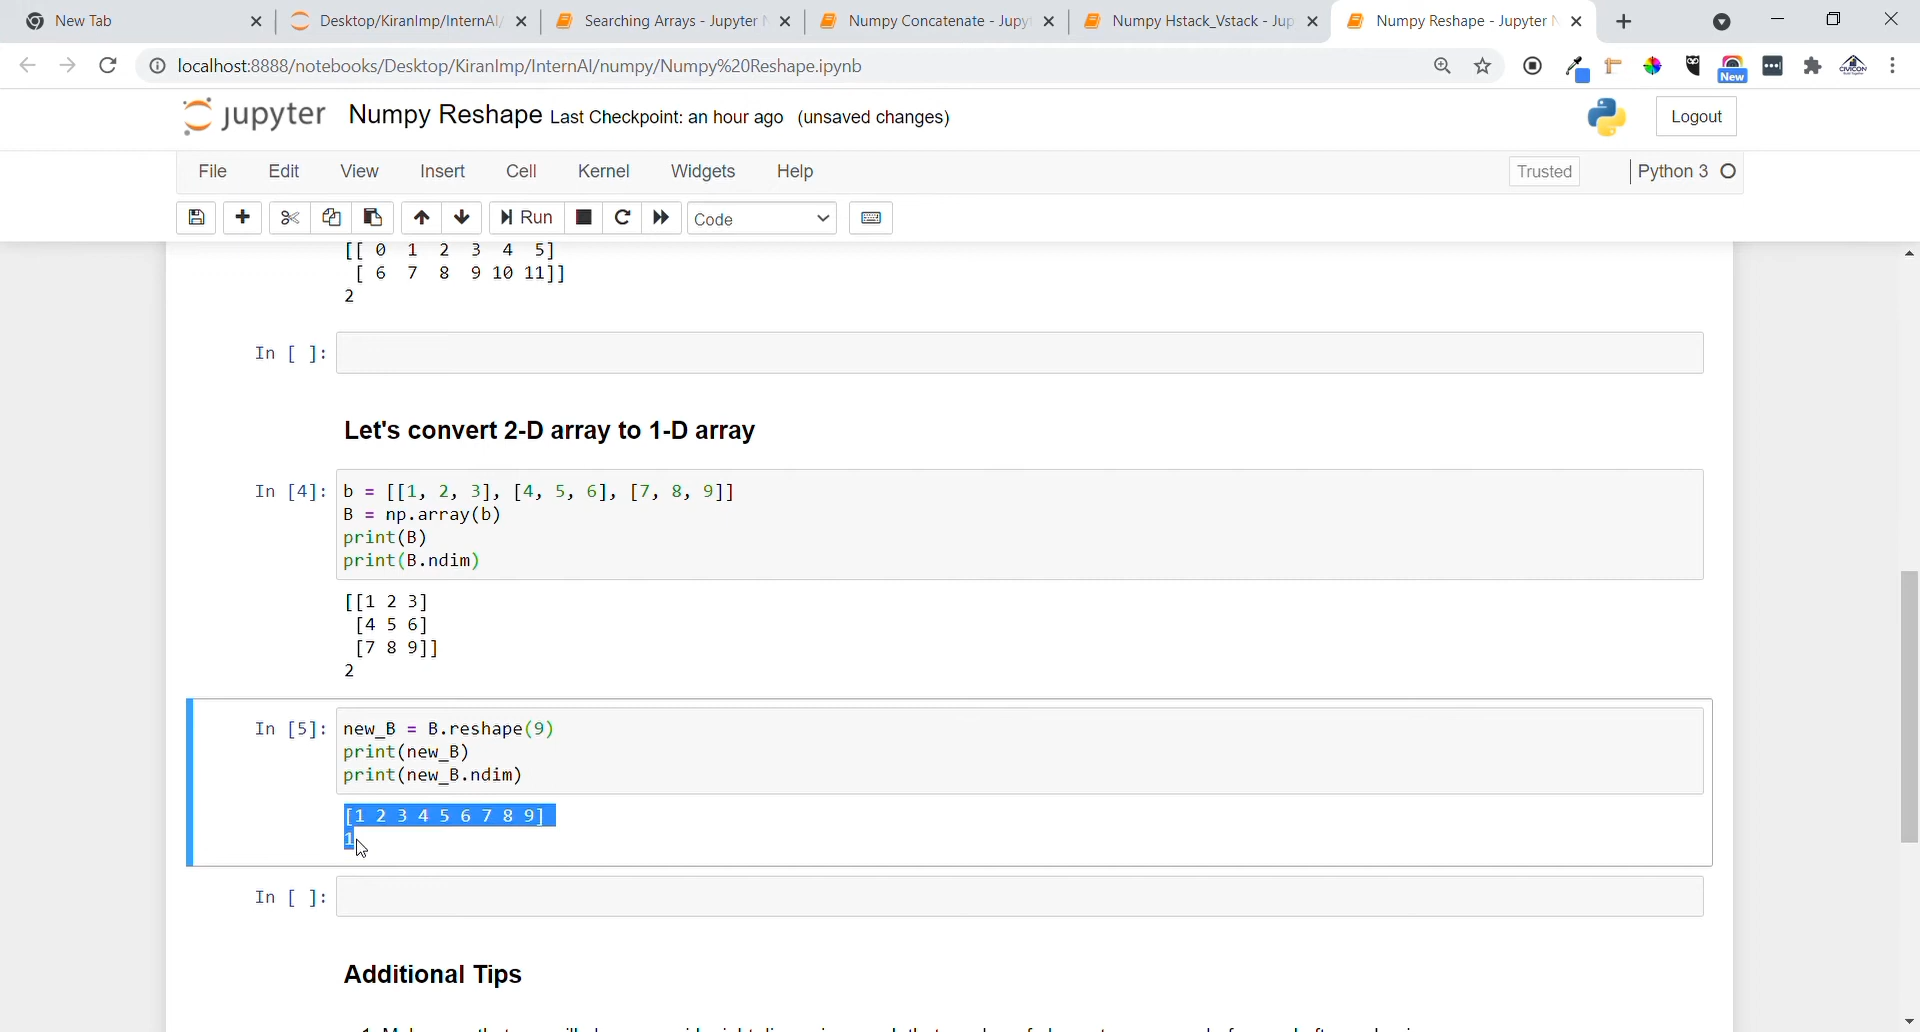 New Tab
Desktop/KiranImp/InternAI/
Searching Arrays - Jupyter
Numpy Concatenate - Jupy
Numpy Hstack_Vstack - Jup
Numpy Reshape - Jupyter
localhost:8888/notebooks/Desktop/KiranImp/InternAI/numpy/Numpy%20Reshape.ipynb
New
CIVICON
jupyter Numpy Reshape Last Checkpoint: an hour ago (unsaved changes)
Logout
File Edit View Insert Cell Kernel Widgets Help
Trusted
Python 3
Run
Code
[[ 0 1 2 3 4 5]
[ 6 7 8 9 10 11]]
2
In [ ]:
Let's convert 2-D array to 1-D array
In [4]: b = [[1, 2, 3], [4, 5, 6], [7, 8, 9]]
B = np.array(b)
print(B)
print(B.ndim)
[[1 2 3]
[4 5 6]
[7 8 9]]
2
In [5]: new_B = B.reshape(9)
print(new_B)
print(new_B.ndim)
[1 2 3 4 5 6 7 8 9]
1
In [ ]:
Additional Tips